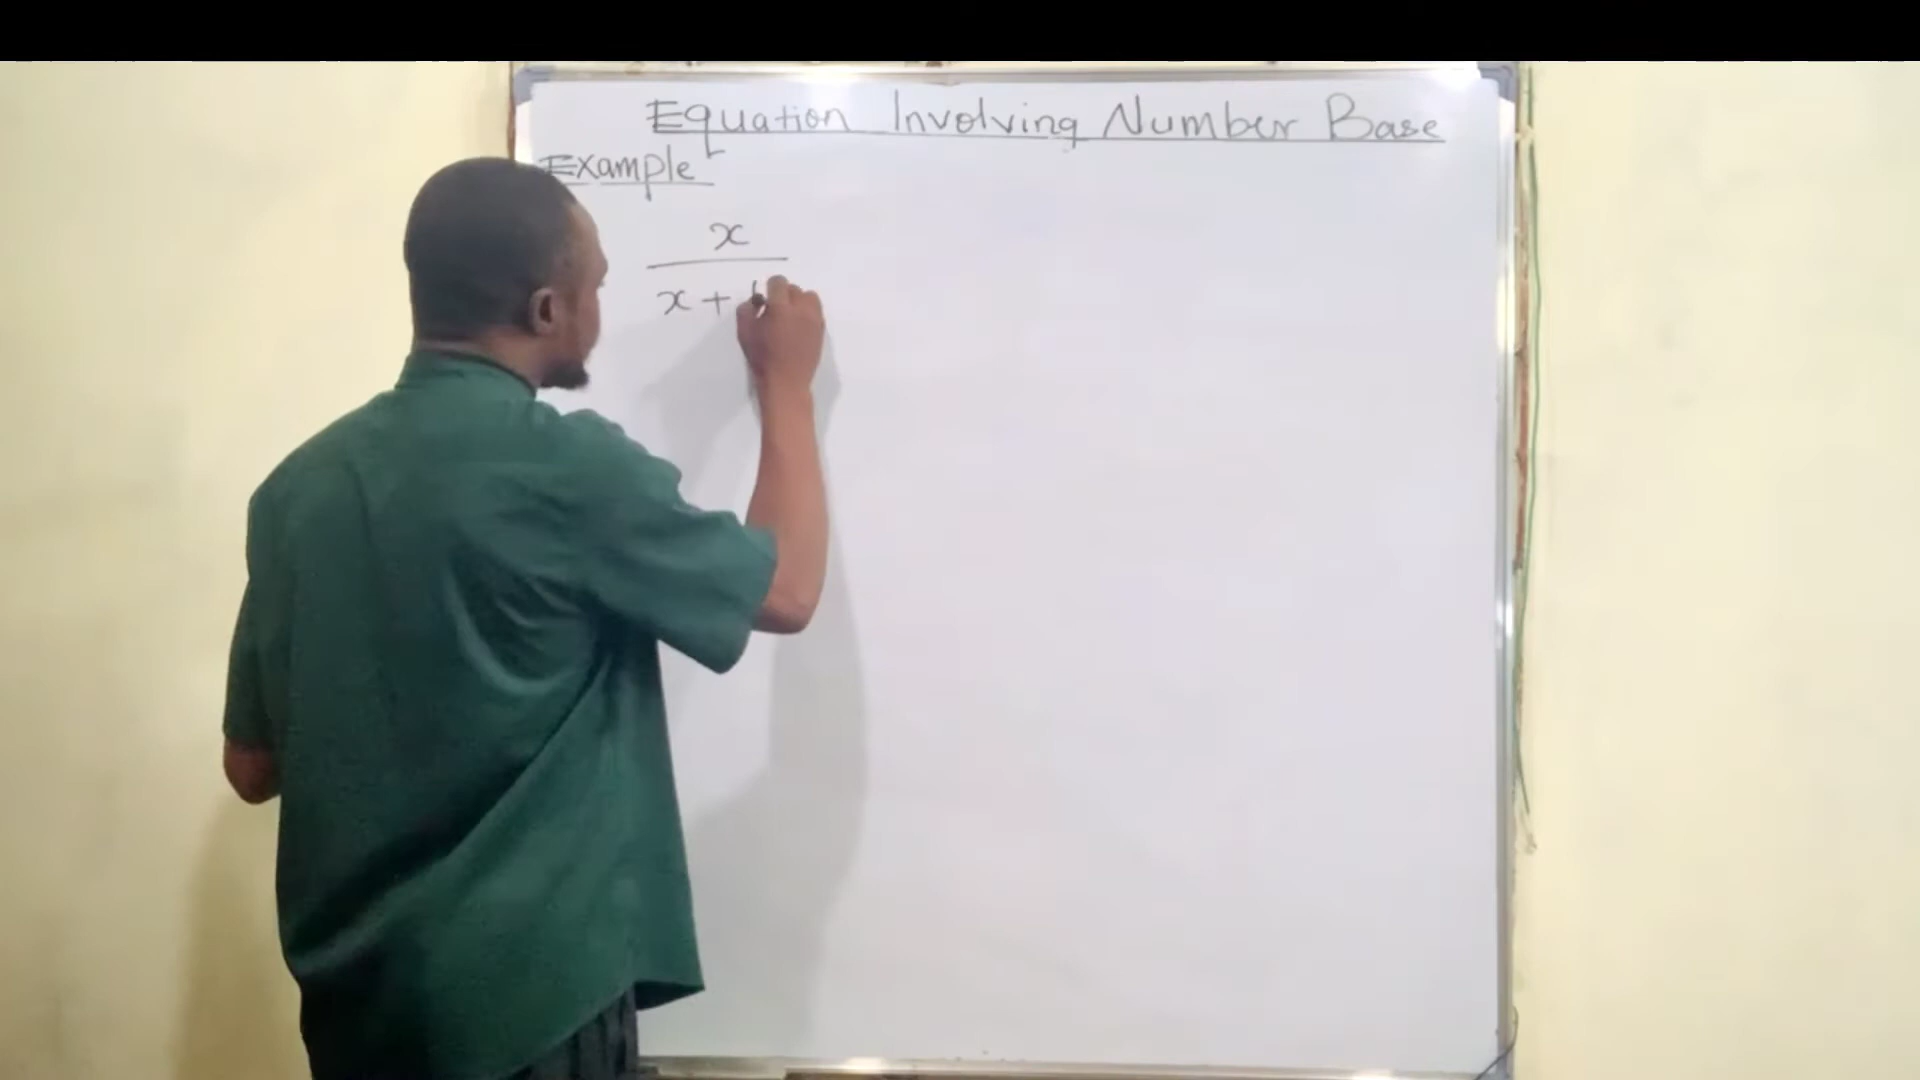 Equation Involving Number Base
Example
x
x +